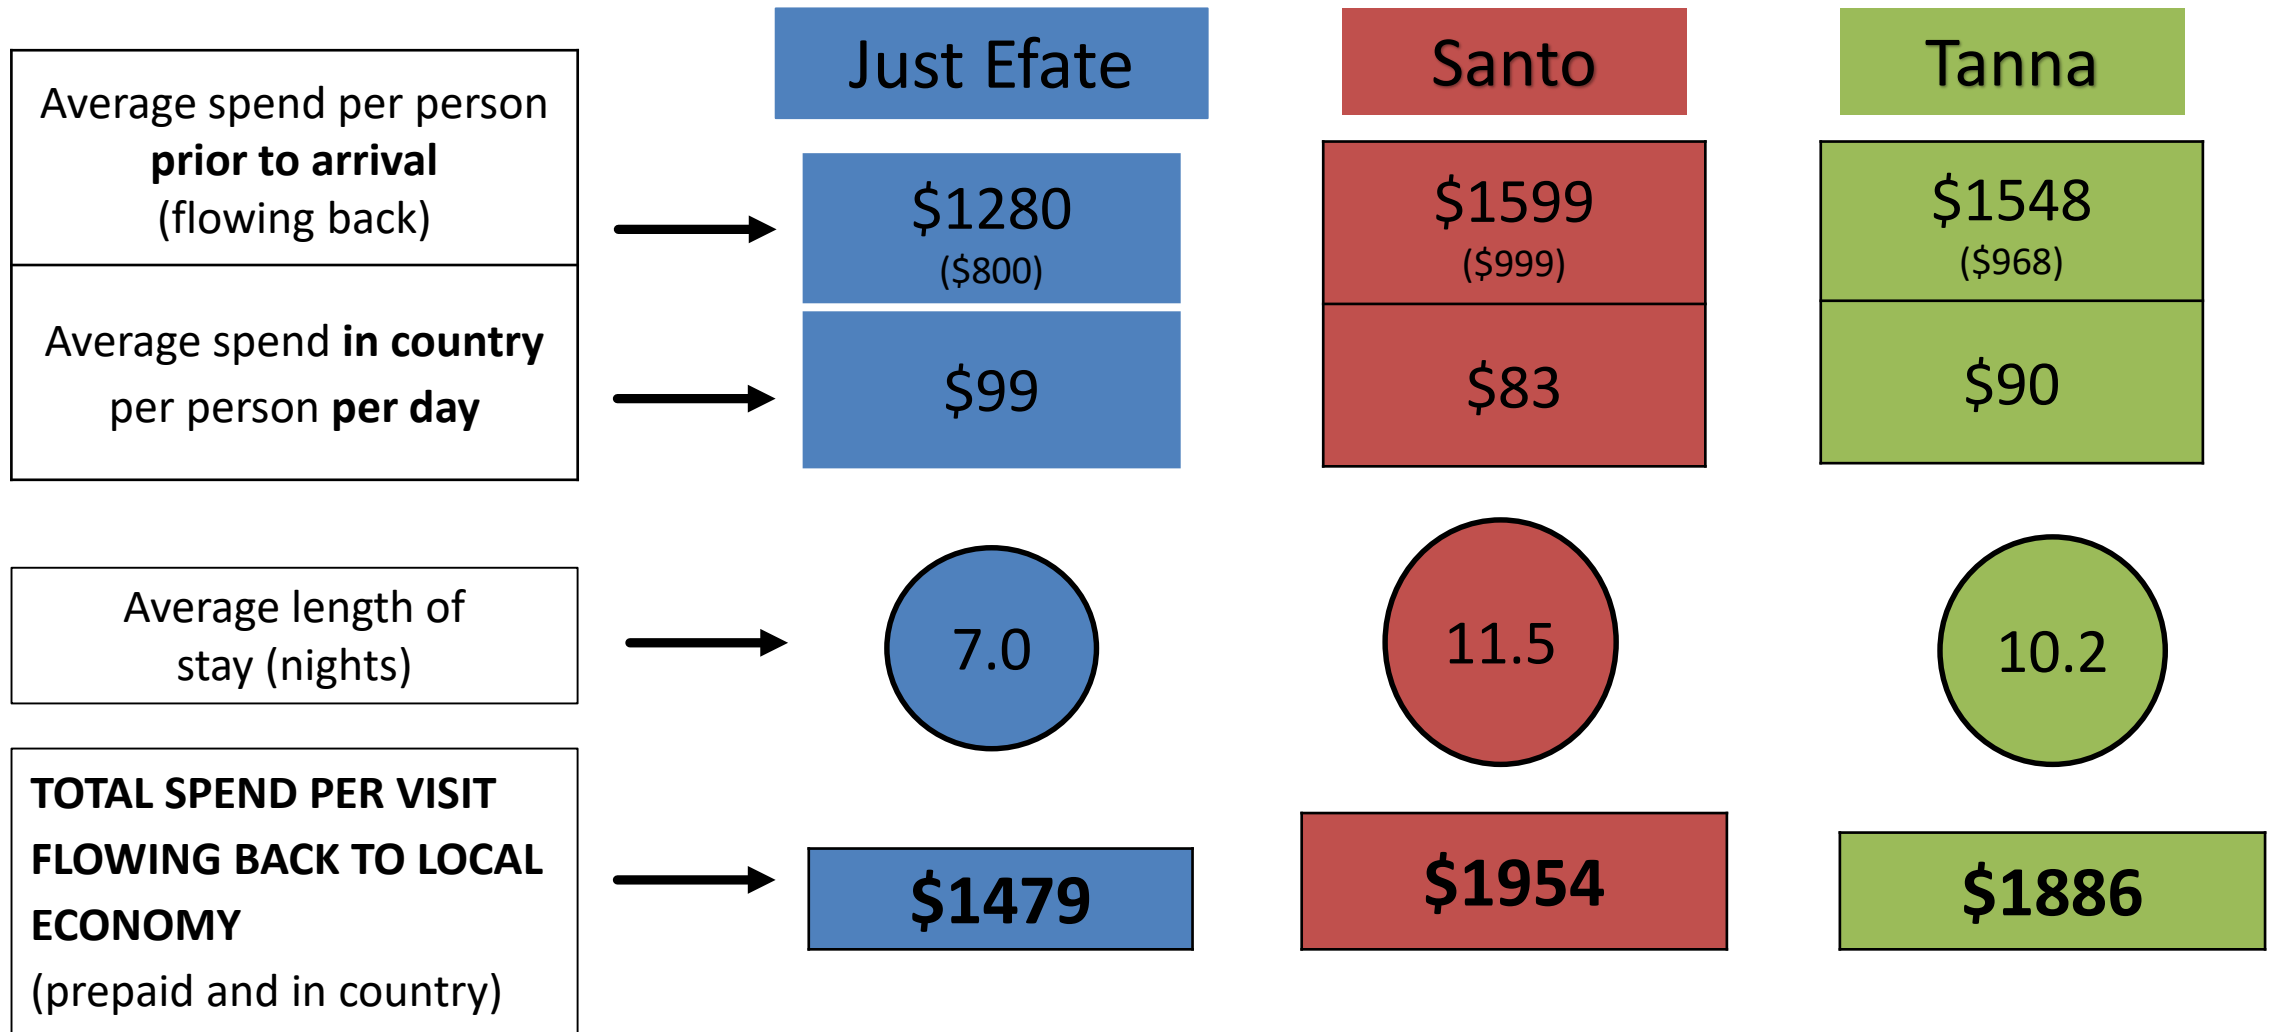 Just Efate
Santo
Tanna
Average spend per person
prior to arrival
(flowing back)
$1280
($800)
$1599
($999)
$1548
($968)
Average spend in country
per person per day
$99
$83
$90
Average length of
stay (nights)
7.0
11.5
10.2
TOTAL SPEND PER VISIT
FLOWING BACK TO LOCAL
ECONOMY
(prepaid and in country)
$1479
$1954
$1886